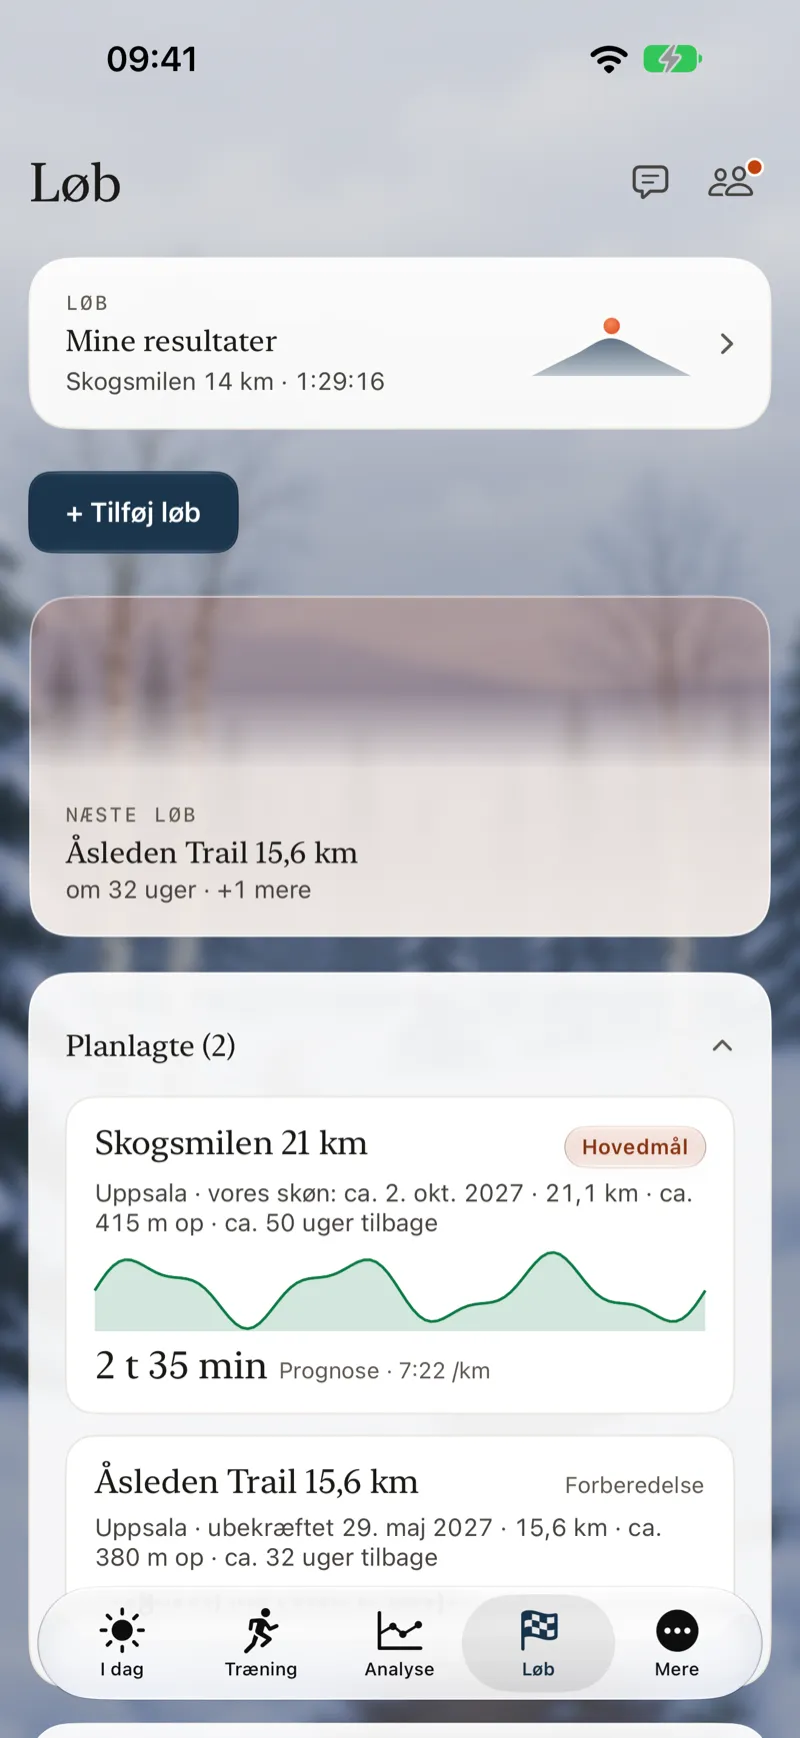 09:41
Løb
LØB
Mine resultater
Skogsmilen 14 km · 1:29:16
+ Tilføj løb
NÆSTE LØB
Åsleden Trail 15,6 km
om 32 uger · +1 mere
Planlagte (2)
Skogsmilen 21 km
Hovedmål
Uppsala · vores skøn: ca. 2. okt. 2027 · 21,1 km · ca.
415 m op · ca. 50 uger tilbage
2 t 35 min Prognose · 7:22 /km
Åsleden Trail 15,6 km
Forberedelse
Uppsala · ubekræftet 29. maj 2027 · 15,6 km · ca.
380 m op · ca. 32 uger tilbage
I dag
Træning
Analyse
Løb
Mere